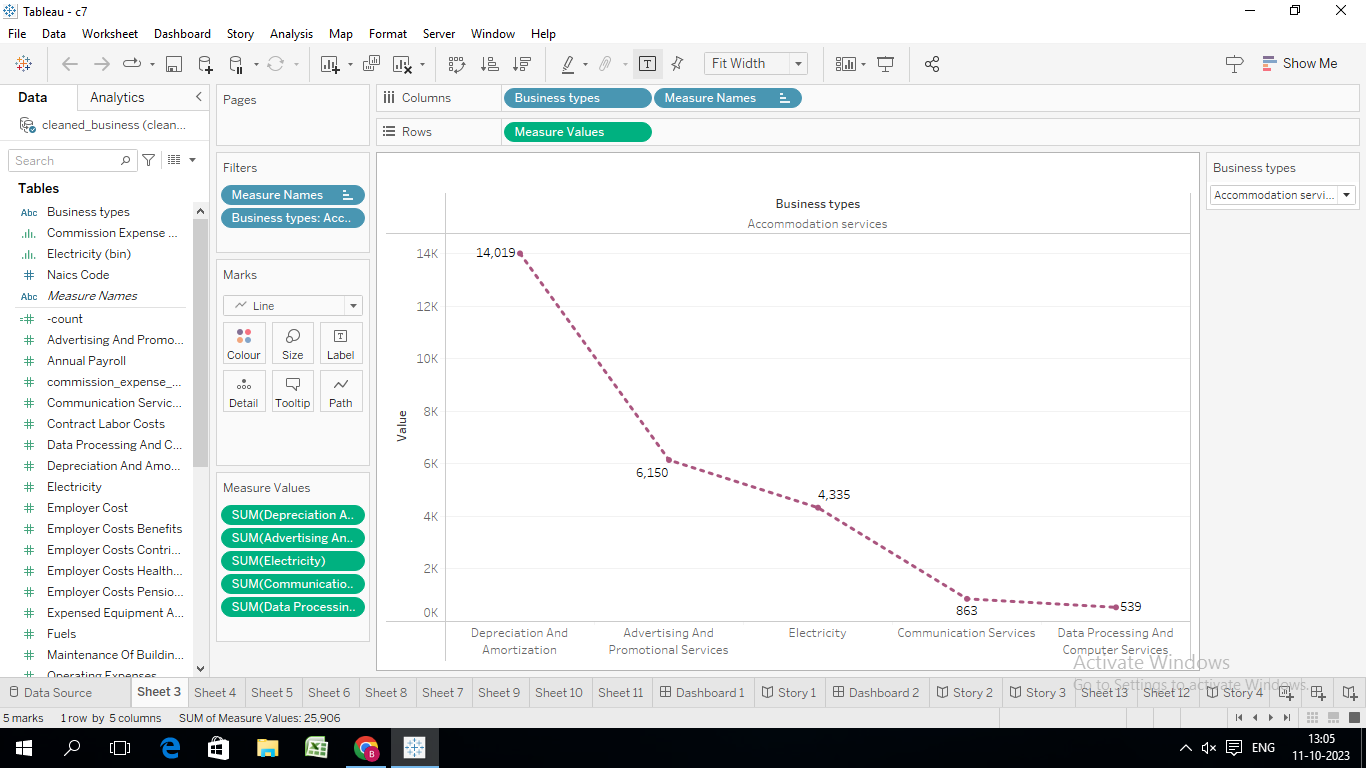 Tableau - c7
File Data Worksheet Dashboard Story Analysis Map Format Server Window Help
Fit Width
Show Me
Data Analytics
cleaned_business (clean...
Search
Tables
Abc Business types
Commission Expense ...
Electricity (bin)
# Naics Code
Abc Measure Names
=# -count
# Advertising And Promo...
# Annual Payroll
# commission_expense_...
# Communication Servic...
# Contract Labor Costs
# Data Processing And C...
# Depreciation And Amo...
# Electricity
# Employer Cost
# Employer Costs Benefits
# Employer Costs Contri...
# Employer Costs Health...
# Employer Costs Pensio...
# Expensed Equipment A...
# Fuels
# Maintenance Of Buildin...
# Operating Expenses
Pages
Filters
Measure Names
Business types: Acc..
Marks
Line
Colour Size Label
Detail Tooltip Path
Measure Values
SUM(Depreciation A..
SUM(Advertising An..
SUM(Electricity)
SUM(Communicatio..
SUM(Data Processin..
Columns Business types Measure Names
Rows Measure Values
Business types
Accommodation services
Value
14K
12K
10K
8K
6K
4K
2K
0K
14,019
6,150
4,335
863
539
Depreciation And
Amortization
Advertising And
Promotional Services
Electricity
Communication Services
Data Processing And
Computer Services
Business types
Accommodation servi...
Activate Windows
Go to Settings to activate Windows.
Data Source Sheet 3 Sheet 4 Sheet 5 Sheet 6 Sheet 8 Sheet 7 Sheet 9 Sheet 10 Sheet 11 Dashboard 1 Story 1 Dashboard 2 Story 2 Story 3 Sheet 13 Sheet 12 Story 4
5 marks 1 row by 5 columns SUM of Measure Values: 25,906
B
ENG
13:05
11-10-2023